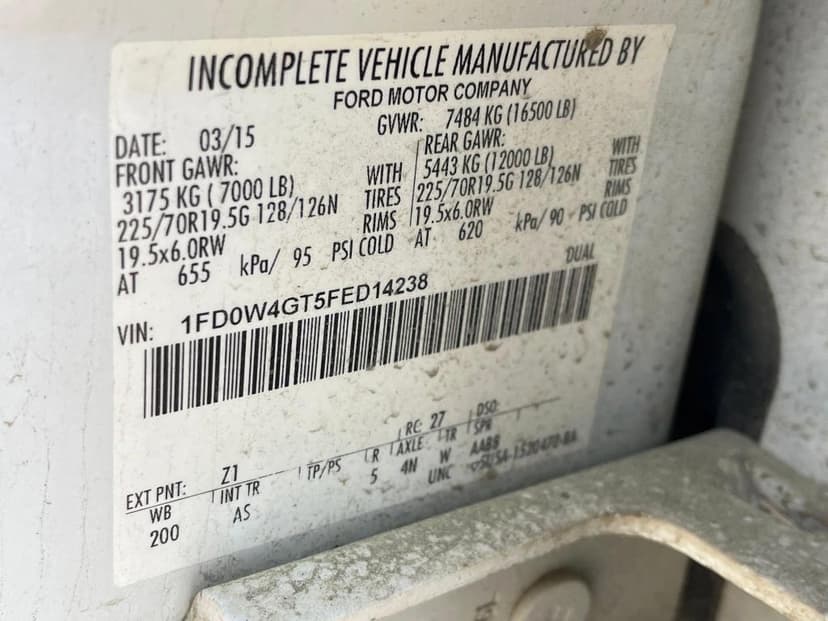 INCOMPLETE VEHICLE MANUFACTURED BY
FORD MOTOR COMPANY
DATE: 03/15 GVWR: 7484 KG (16500 LB)
FRONT GAWR: REAR GAWR:
3175 KG ( 7000 LB) WITH 5443 KG (12000 LB) WITH
225/70R19.5G 128/126N TIRES 225/70R19.5G 128/126N TIRES
19.5x6.0RW RIMS 19.5x6.0RW RIMS
AT 655 kPa/ 95 PSI COLD AT 620 kPa/ 90 PSI COLD
DUAL
VIN: 1FD0W4GT5FED14238
EXT PNT: Z1 RC: 27 DSO:
WB INT TR TP/PS R AXLE TR SPR
200 AS 5 4N W AABB
UNC